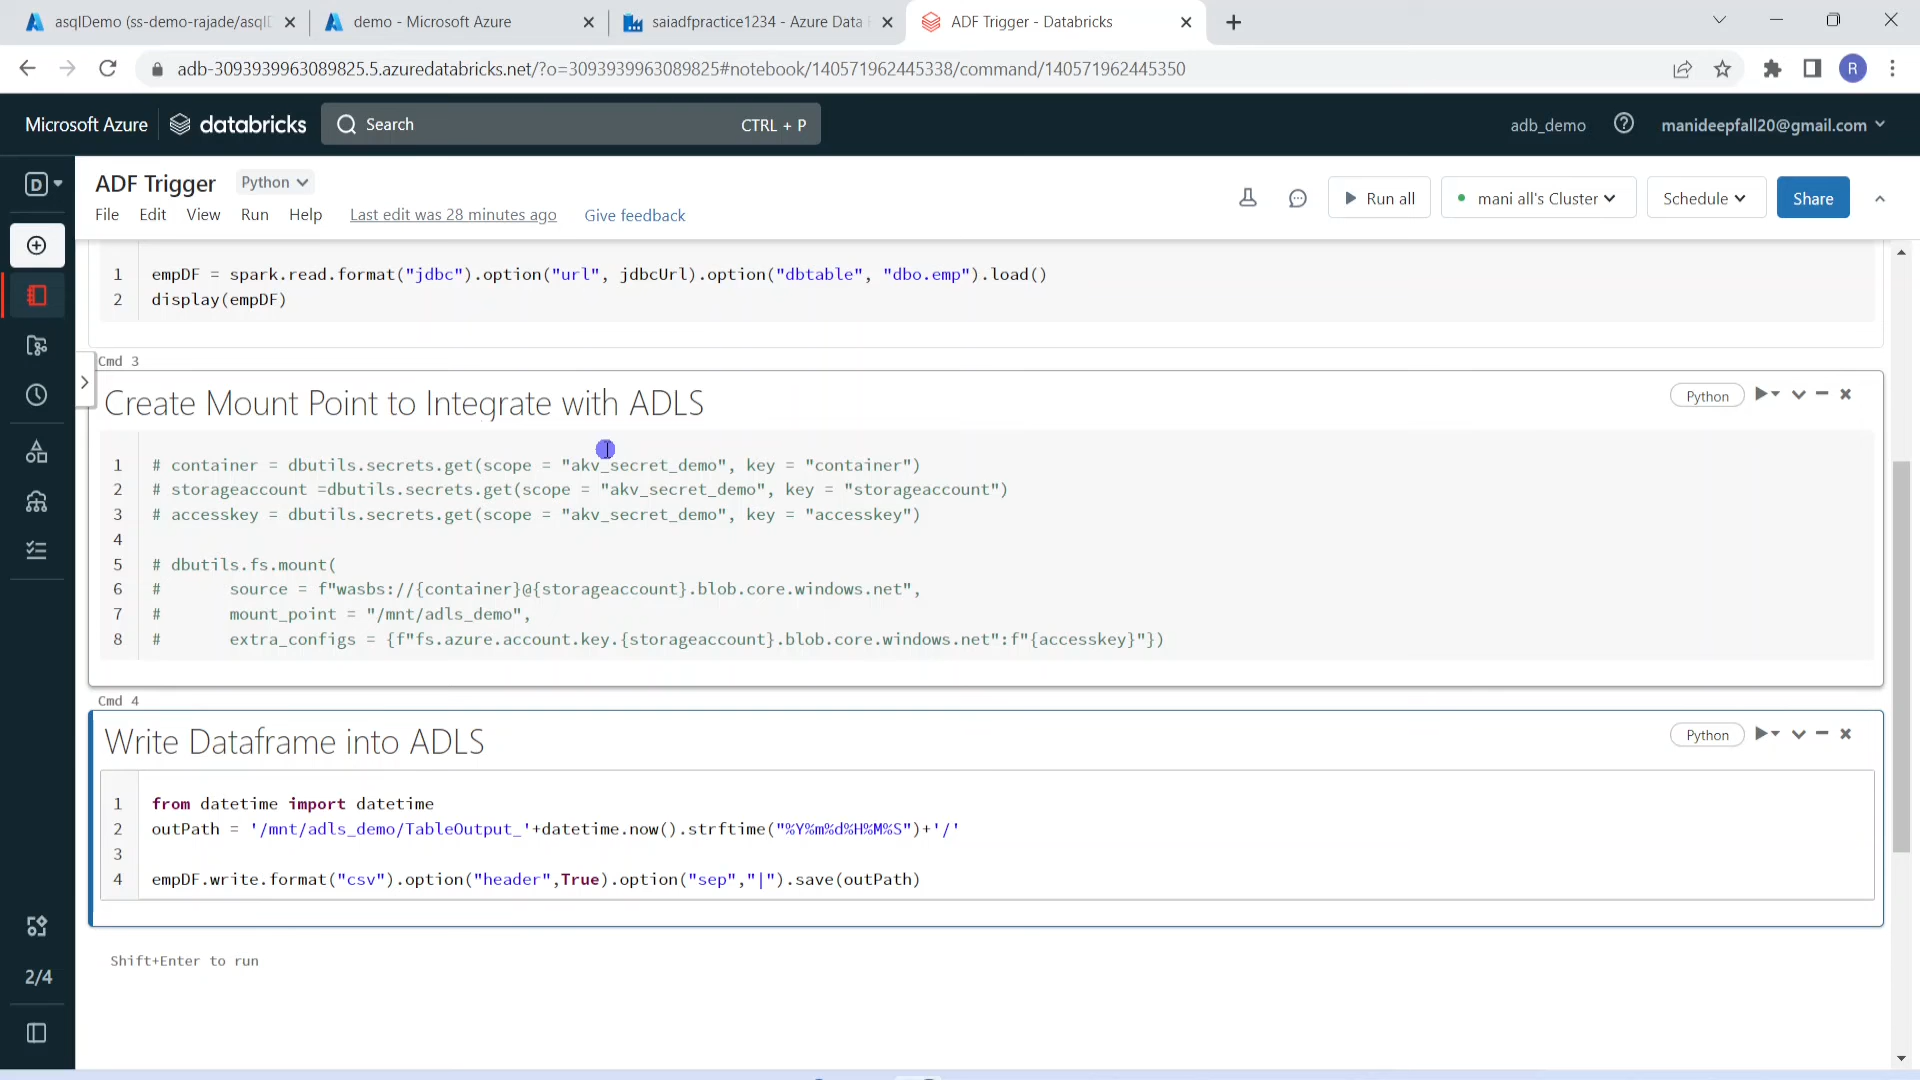 asqlDemo (ss-demo-rajade/asqlD
demo - Microsoft Azure
saiadfpractice1234 - Azure Data F
ADF Trigger - Databricks
adb-3093939963089825.5.azuredatabricks.net/?o=3093939963089825#notebook/140571962445338/command/140571962445350
R
Microsoft Azure
databricks
Search
CTRL + P
adb_demo
manideepfall20@gmail.com
D
ADF Trigger
Python
File Edit View Run Help Last edit was 28 minutes ago Give feedback
Run all
mani all's Cluster
Schedule
Share
1 empDF = spark.read.format("jdbc").option("url", jdbcUrl).option("dbtable", "dbo.emp").load()
2 display(empDF)
Cmd 3
Create Mount Point to Integrate with ADLS
Python
1 # container = dbutils.secrets.get(scope = "akv_secret_demo", key = "container")
2 # storageaccount =dbutils.secrets.get(scope = "akv_secret_demo", key = "storageaccount")
3 # accesskey = dbutils.secrets.get(scope = "akv_secret_demo", key = "accesskey")
4
5 # dbutils.fs.mount(
6 #       source = f"wasbs://{container}@{storageaccount}.blob.core.windows.net",
7 #       mount_point = "/mnt/adls_demo",
8 #       extra_configs = {f"fs.azure.account.key.{storageaccount}.blob.core.windows.net":f"{accesskey}"})
Cmd 4
Write Dataframe into ADLS
Python
1 from datetime import datetime
2 outPath = '/mnt/adls_demo/TableOutput_'+datetime.now().strftime("%Y%m%d%H%M%S")+'/'
3
4 empDF.write.format("csv").option("header",True).option("sep","|").save(outPath)
Shift+Enter to run
2/4